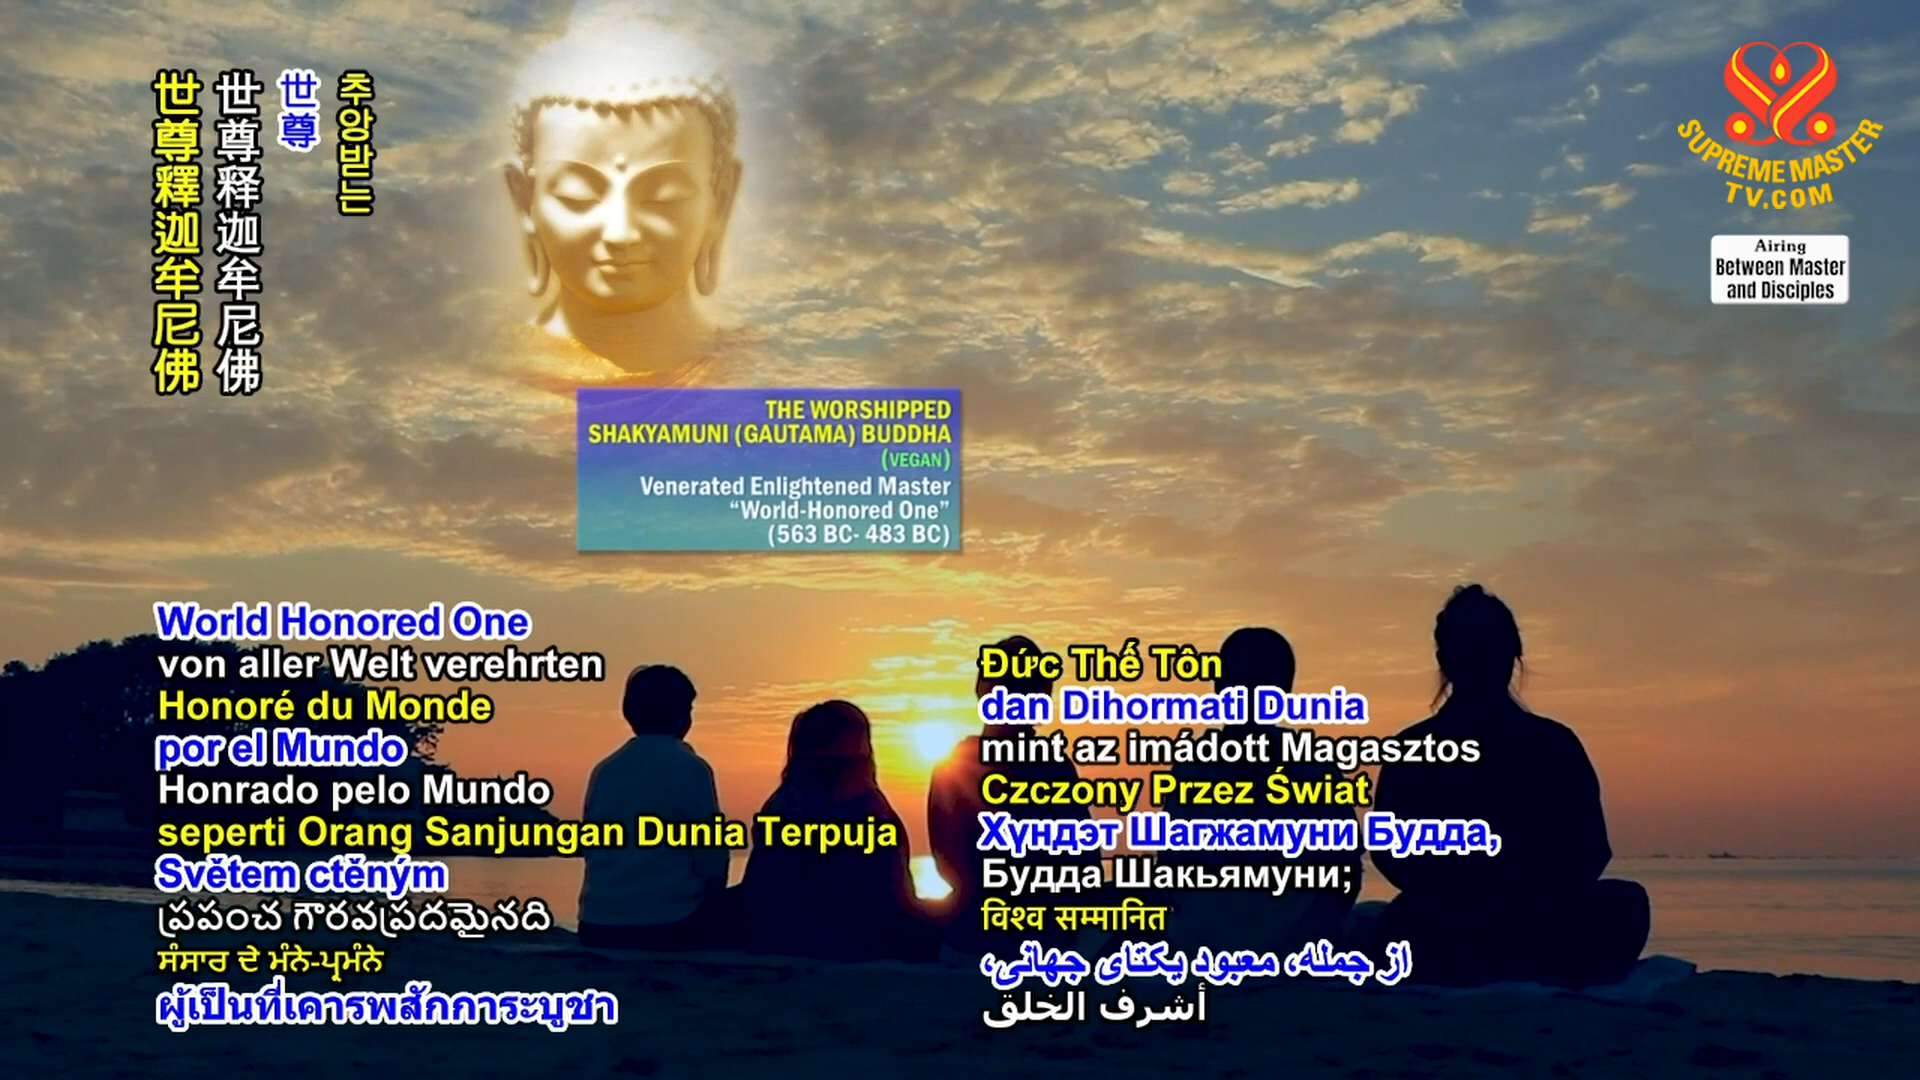 世尊釋迦牟尼佛
世尊释迦牟尼佛
世尊
추앙받는
SUPREME MASTER
TV.COM
Airing
Between Master
and Disciples
THE WORSHIPPED
SHAKYAMUNI (GAUTAMA) BUDDHA
(VEGAN)
Venerated Enlightened Master
“World-Honored One”
(563 BC- 483 BC)
World Honored One
von aller Welt verehrten
Honoré du Monde
por el Mundo
Honrado pelo Mundo
seperti Orang Sanjungan Dunia Terpuja
Světem ctěným
ప్రపంచ గౌరవప్రదమైనది
ਸੰਸਾਰ ਦੇ ਮੰਨੇ-ਪ੍ਰਮੰਨੇ
ผู้เป็นที่เคารพสักการะบูชา
Đức Thế Tôn
dan Dihormati Dunia
mint az imádott Magasztos
Czczony Przez Świat
Хүндэт Шагжамуни Будда,
Будда Шакьямуни;
विश्व सम्मानित
از جمله، معبود یکتای جهانی،
أشرف الخلق